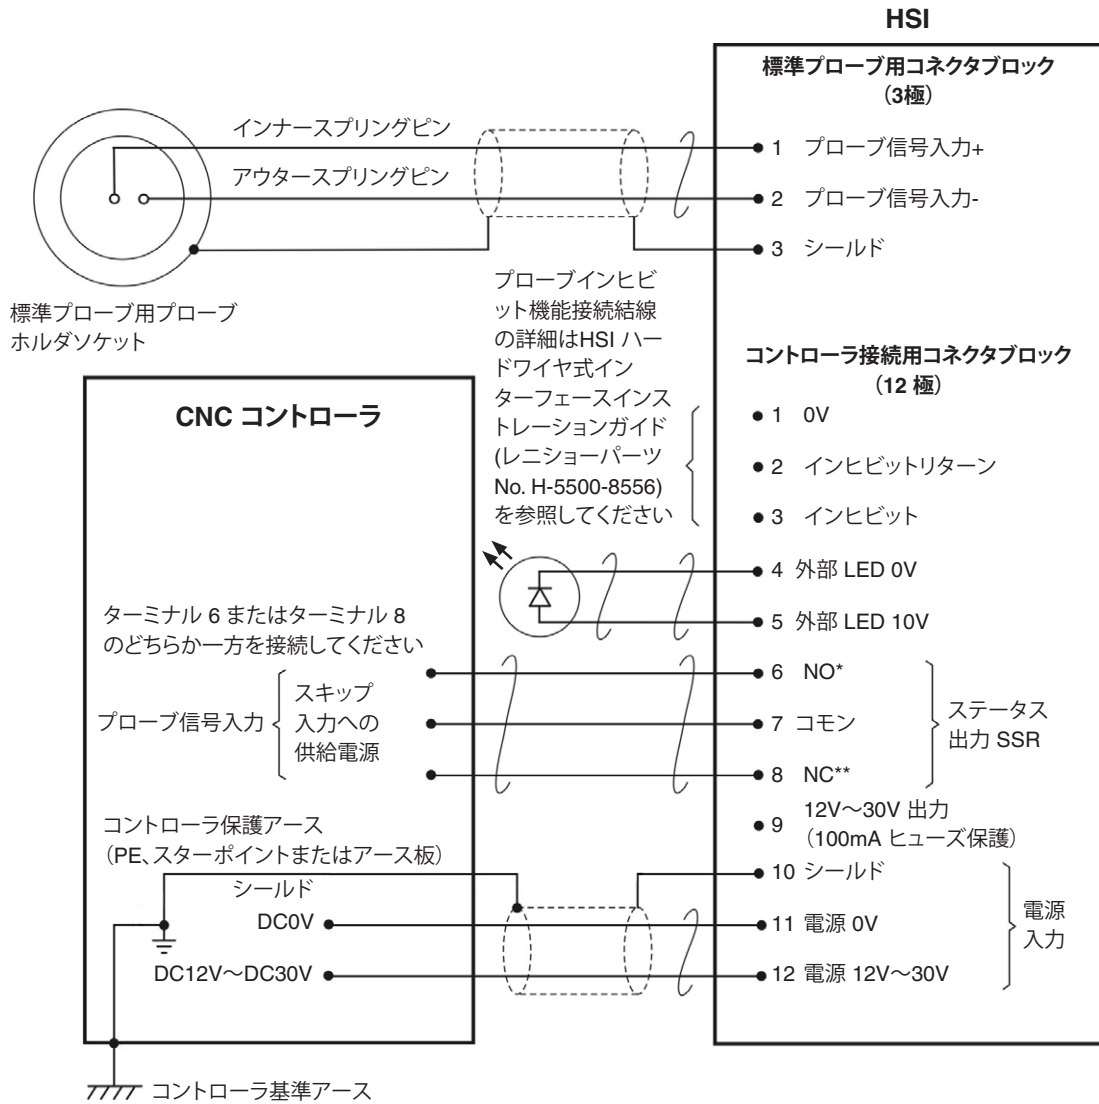 HSI
標準プローブ用コネクタブロック
（3極）
インナースプリングピン
1 プローブ信号入力+
アウタースプリングピン
2 プローブ信号入力-
3 シールド
標準プローブ用プローブ
ホルダソケット
プローブインヒビ
ット機能接続結線
の詳細はHSI ハー
ドワイヤ式イン
ターフェースインス
トレーションガイド
(レニショーパーツ
No. H-5500-8556)
を参照してください
コントローラ接続用コネクタブロック
（12 極）
CNC コントローラ
1 0V
2 インヒビットリターン
3 インヒビット
4 外部 LED 0V
5 外部 LED 10V
ターミナル 6 またはターミナル 8
のどちらか一方を接続してください
プローブ信号入力
スキップ
入力への
供給電源
6 NO*
7 コモン
8 NC**
ステータス
出力 SSR
9 12V～30V 出力
（100mA ヒューズ保護）
コントローラ保護アース
（PE、スターポイントまたはアース板）
シールド
10 シールド
DC0V
11 電源 0V
DC12V～DC30V
12 電源 12V～30V
電源
入力
コントローラ基準アース